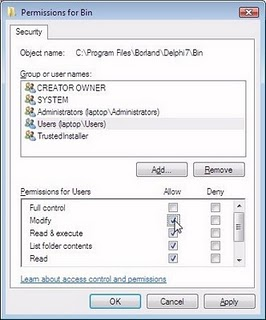 Permissions for Bin
Security
Object name: C:\Program Files\Borland\Delphi7\Bin
Group or user names:
CREATOR OWNER
SYSTEM
Administrators (laptop\Administrators)
Users (laptop\Users)
TrustedInstaller
Add... Remove
Permissions for Users Allow Deny
Full control
Modify
Read & execute
List folder contents
Read
Learn about access control and permissions
OK Cancel Apply